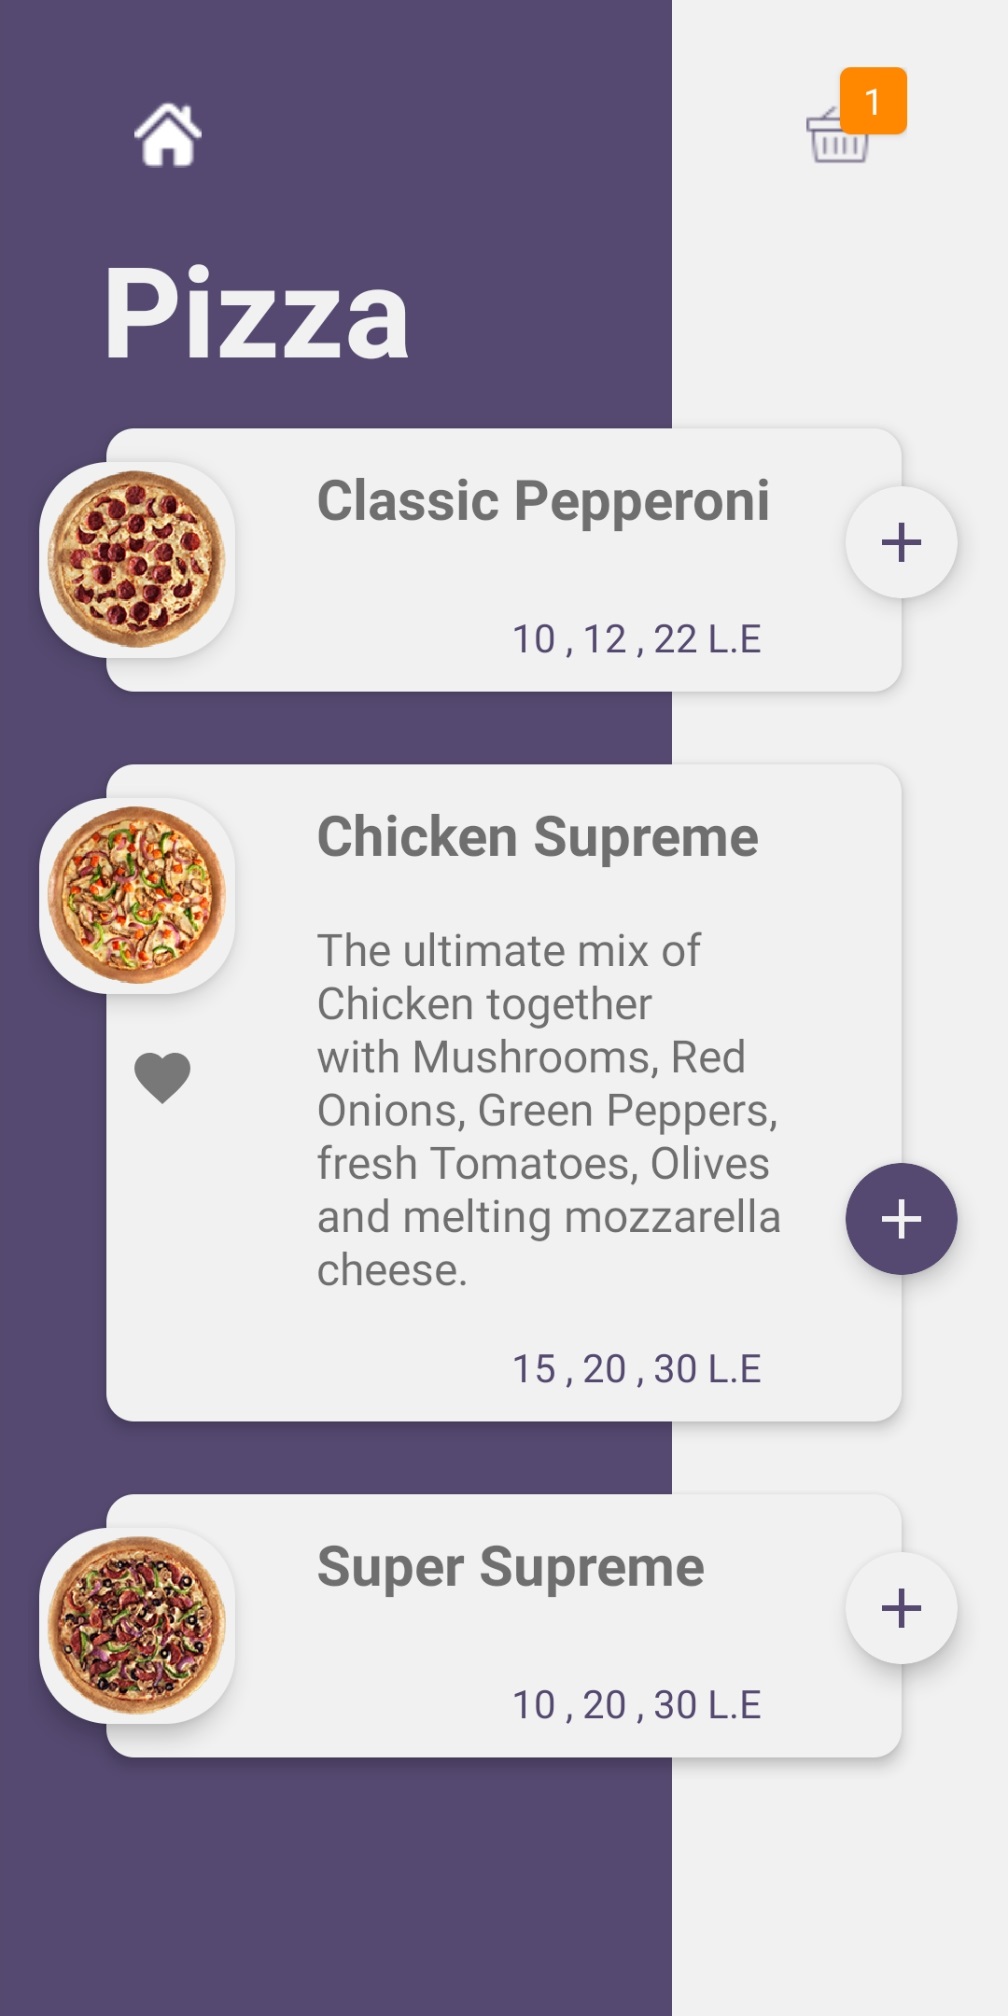 1
Pizza
Classic Pepperoni
10 , 12 , 22 L.E
Chicken Supreme
The ultimate mix of
Chicken together
with Mushrooms, Red
Onions, Green Peppers,
fresh Tomatoes, Olives
and melting mozzarella
cheese.
15 , 20 , 30 L.E
Super Supreme
10 , 20 , 30 L.E